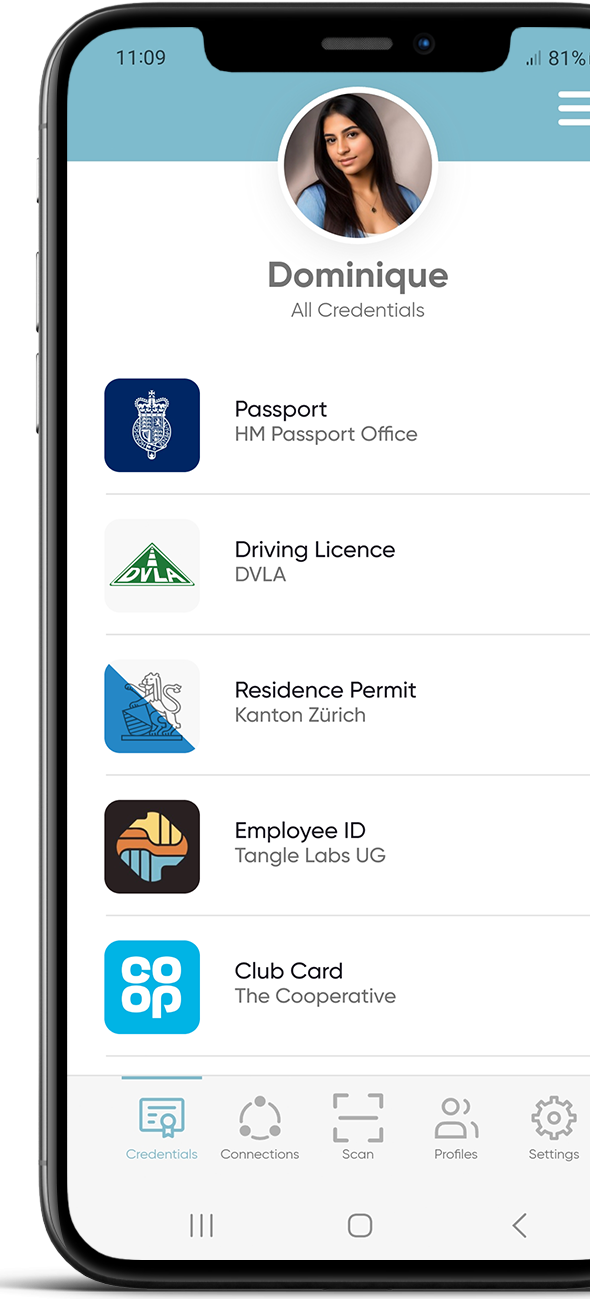 11:09
81%
Dominique
All Credentials
Passport
HM Passport Office
DVLA
Driving Licence
DVLA
Residence Permit
Kanton Zürich
Employee ID
Tangle Labs UG
co
op
Club Card
The Cooperative
Credentials
Connections
Scan
Profiles
Settings